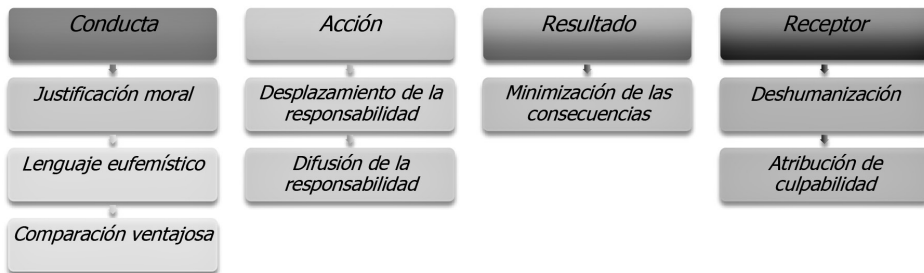 Conducta
Justificación moral
Lenguaje eufemístico
Comparación ventajosa
Acción
Desplazamiento de la
responsabilidad
Difusión de la
responsabilidad
Resultado
Minimización de las
consecuencias
Receptor
Deshumanización
Atribución de
culpabilidad